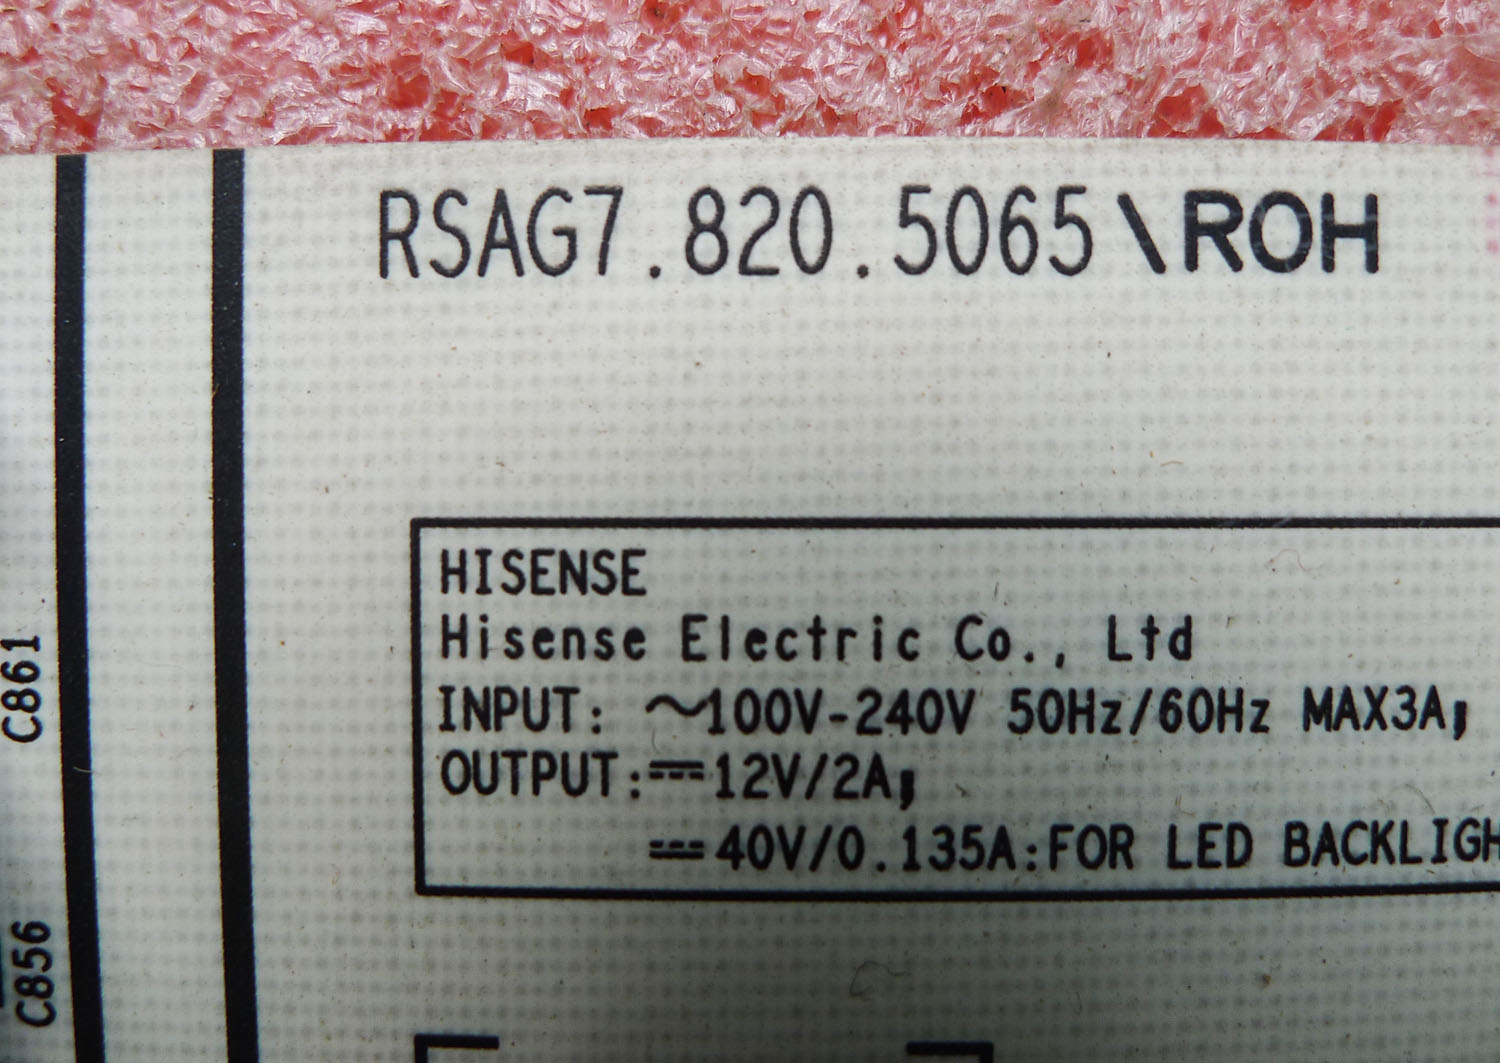 RSAG7.820.5065\ROH
HISENSE
Hisense Electric Co., Ltd
INPUT: ~100V-240V 50Hz/60Hz MAX3A;
OUTPUT:⎓12V/2A;
⎓40V/0.135A:FOR LED BACKLIGH
C861
C856